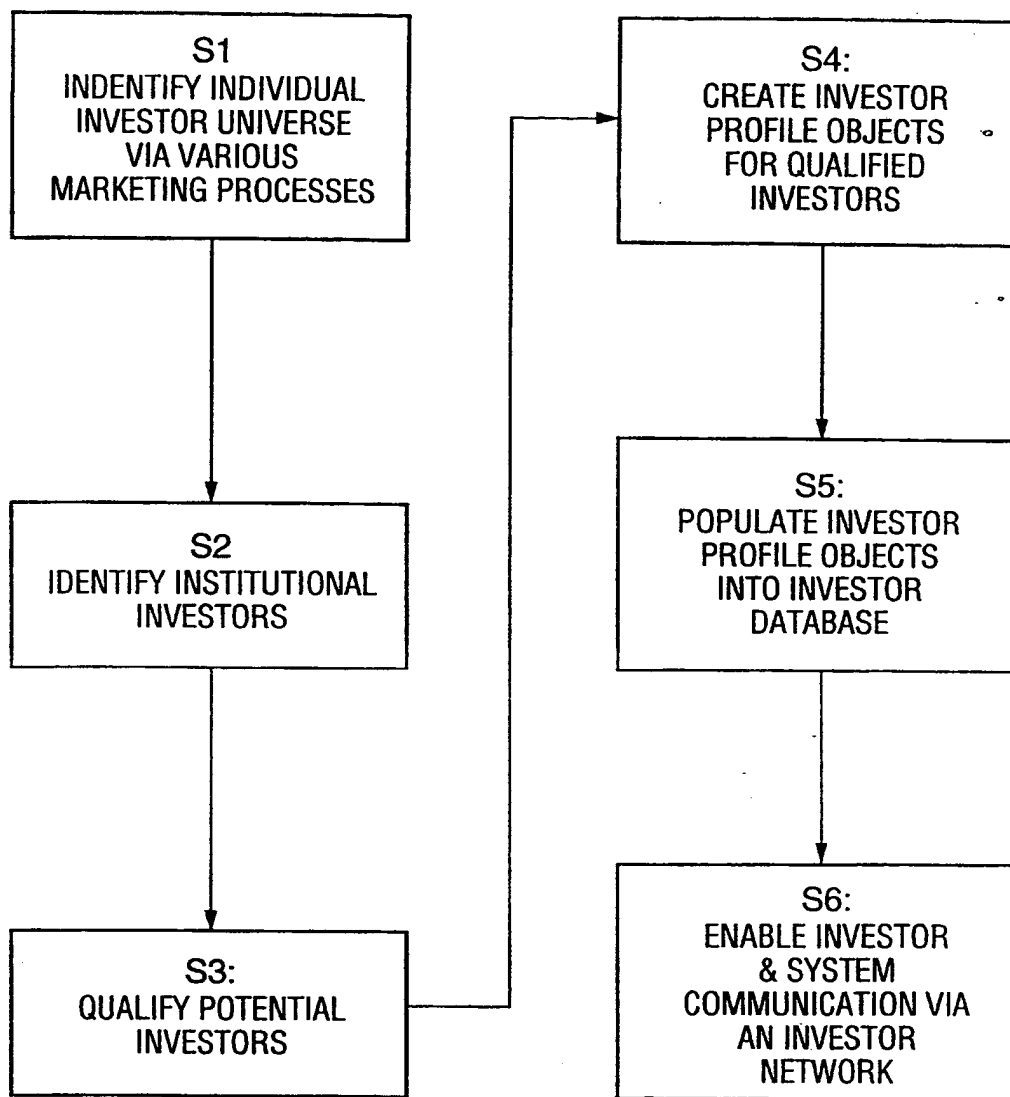 S1
INDENTIFY INDIVIDUAL
INVESTOR UNIVERSE
VIA VARIOUS
MARKETING PROCESSES
S2
IDENTIFY INSTITUTIONAL
INVESTORS
S3:
QUALIFY POTENTIAL
INVESTORS
S4:
CREATE INVESTOR
PROFILE OBJECTS
FOR QUALIFIED
INVESTORS
S5:
POPULATE INVESTOR
PROFILE OBJECTS
INTO INVESTOR
DATABASE
S6:
ENABLE INVESTOR
& SYSTEM
COMMUNICATION VIA
AN INVESTOR
NETWORK